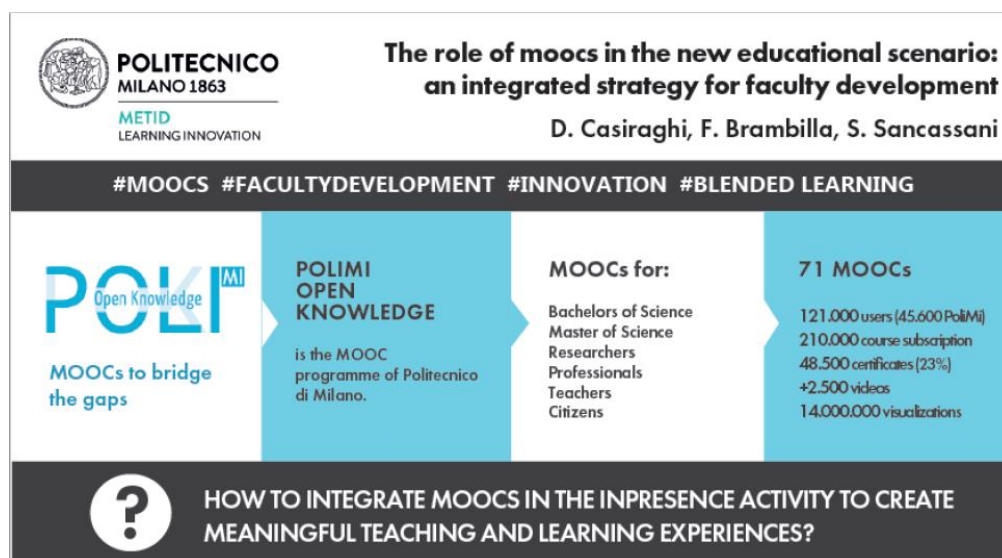 POLITECNICO
MILANO 1863
METID
LEARNING INNOVATION
The role of moocs in the new educational scenario:
an integrated strategy for faculty development
D. Casiraghi, F. Brambilla, S. Sancassani
#MOOCS #FACULTYDEVELOPMENT #INNOVATION #BLENDED LEARNING
POLI MI
Open Knowledge
MOOCs to bridge
the gaps
POLIMI
OPEN
KNOWLEDGE
is the MOOC
programme of Politecnico
di Milano.
MOOCs for:
Bachelors of Science
Master of Science
Researchers
Professionals
Teachers
Citizens
71 MOOCs
121.000 users (45.600 PoliMi)
210.000 course subscription
48.500 certificates (23%)
+2.500 videos
14.000.000 visualizations
?
HOW TO INTEGRATE MOOCS IN THE INPRESENCE ACTIVITY TO CREATE
MEANINGFUL TEACHING AND LEARNING EXPERIENCES?